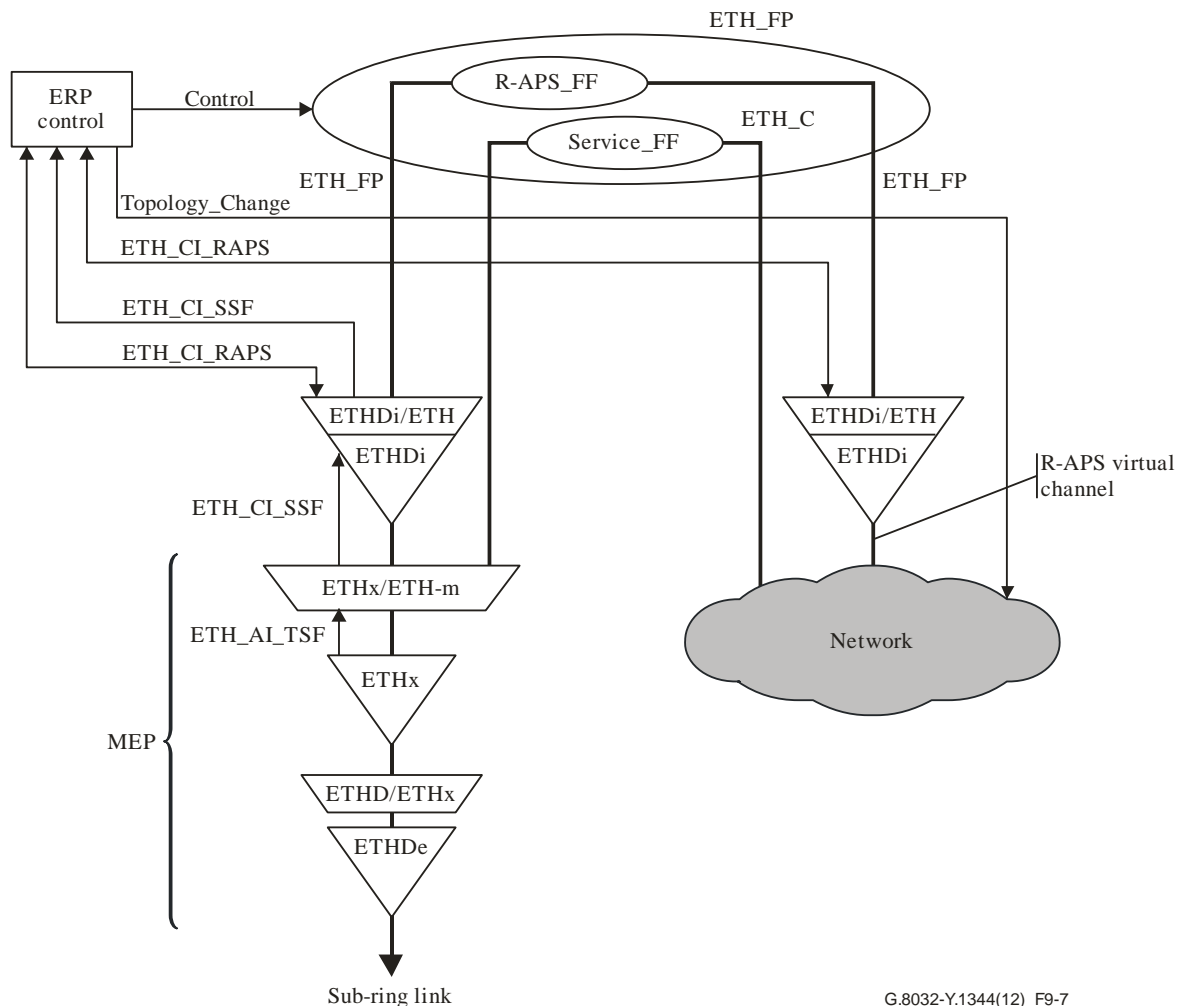 ETH_FP
R-APS_FF
ERP
control
Control
ETH_C
Service_FF
ETH_FP
ETH_FP
Topology_Change
ETH_CI_RAPS
ETH_CI_SSF
ETH_CI_RAPS
ETHDi/ETH
ETHDi
ETHDi/ETH
ETHDi
R-APS virtual
channel
ETH_CI_SSF
ETHx/ETH-m
ETH_AI_TSF
Network
ETHx
MEP
ETHD/ETHx
ETHDe
Sub-ring link
G.8032-Y.1344(12)_F9-7